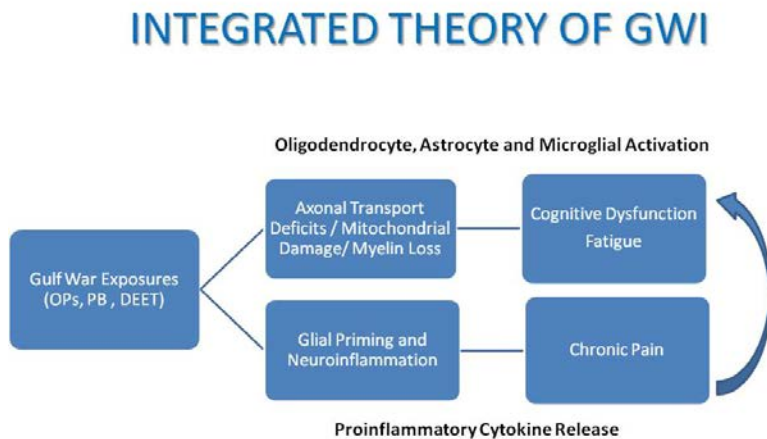 INTEGRATED THEORY OF GWI
Oligodendrocyte, Astrocyte and Microglial Activation
Axonal Transport
Deficits / Mitochondrial
Damage/ Myelin Loss
Cognitive Dysfunction
Fatigue
Gulf War Exposures
(OPs, PB , DEET)
Glial Priming and
Neuroinflammation
Chronic Pain
Proinflammatory Cytokine Release